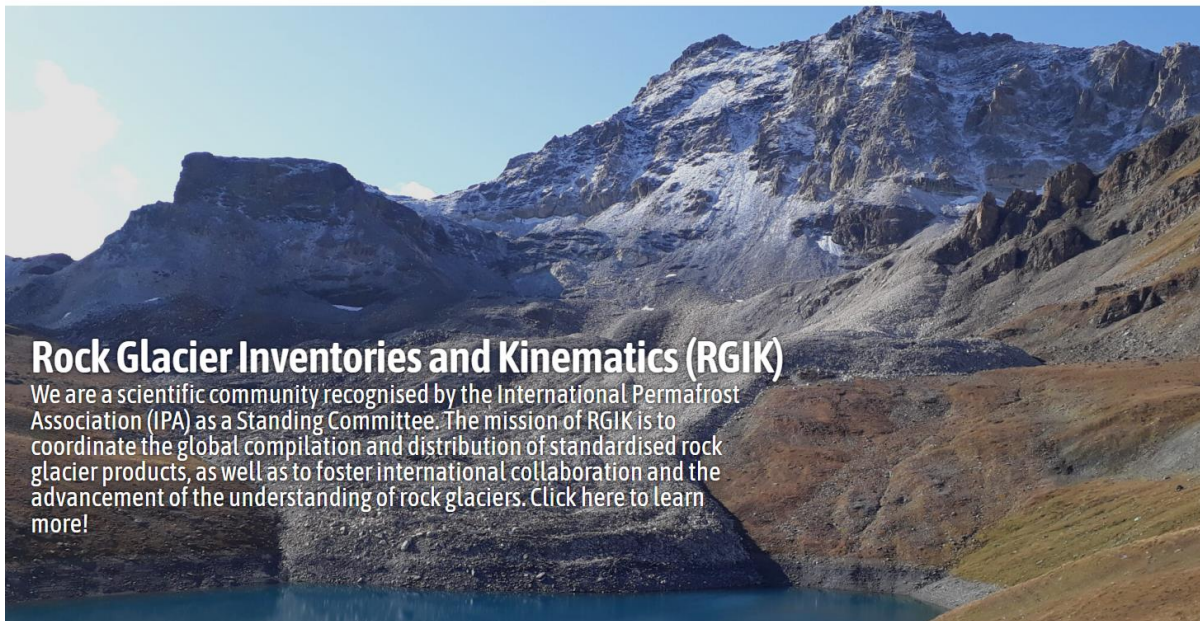 Rock Glacier Inventories and Kinematics (RGIK)
We are a scientific community recognised by the International Permafrost
Association (IPA) as a Standing Committee. The mission of RGIK is to
coordinate the global compilation and distribution of standardised rock
glacier products, as well as to foster international collaboration and the
advancement of the understanding of rock glaciers. Click here to learn
more!